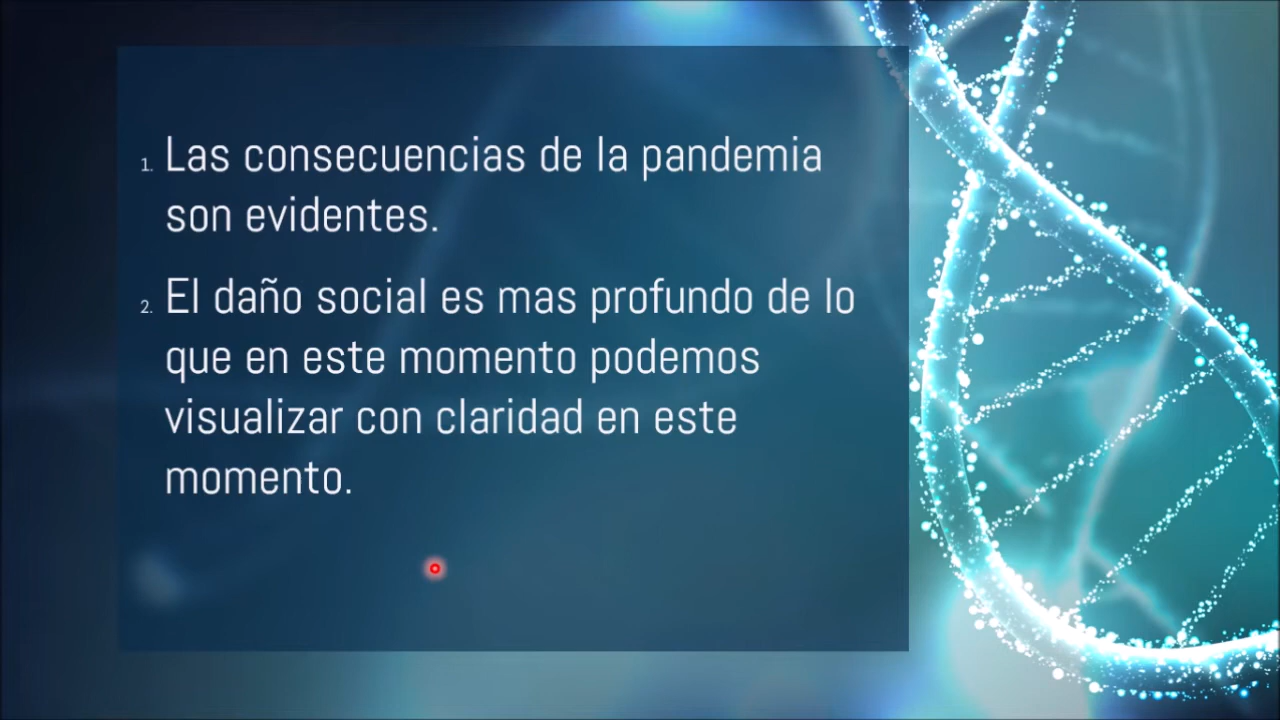 1. Las consecuencias de la pandemia
son evidentes.
2. El daño social es mas profundo de lo
que en este momento podemos
visualizar con claridad en este
momento.